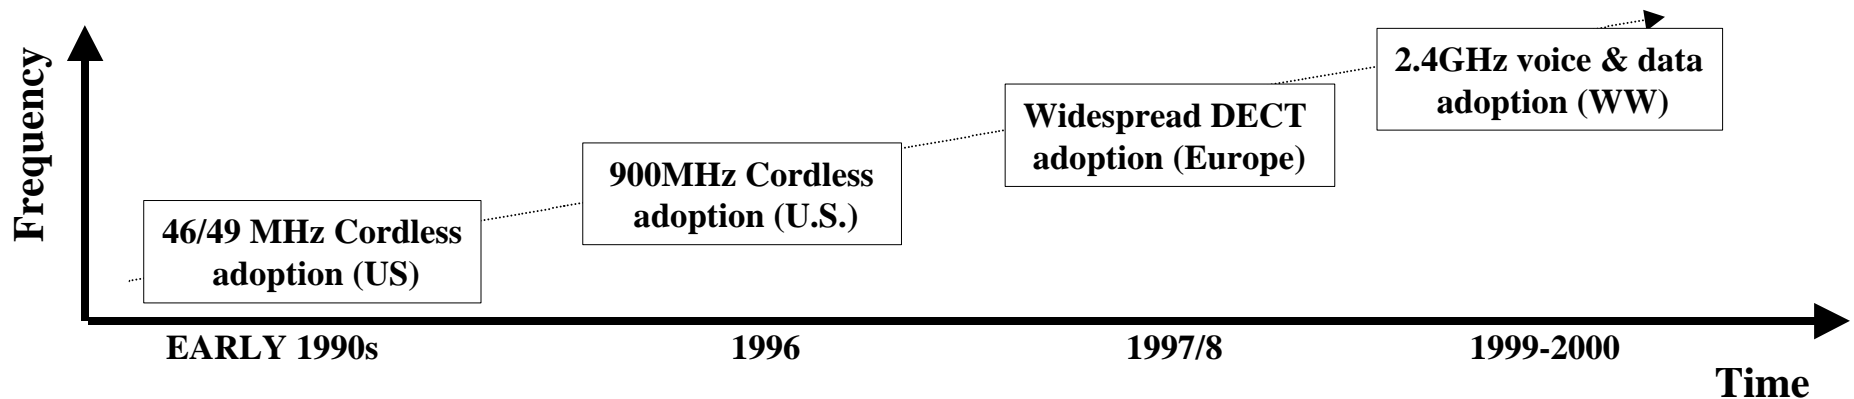 Frequency
2.4GHz voice & data
adoption (WW)
Widespread DECT
adoption (Europe)
900MHz Cordless
adoption (U.S.)
46/49 MHz Cordless
adoption (US)
EARLY 1990s
1996
1997/8
1999-2000
Time